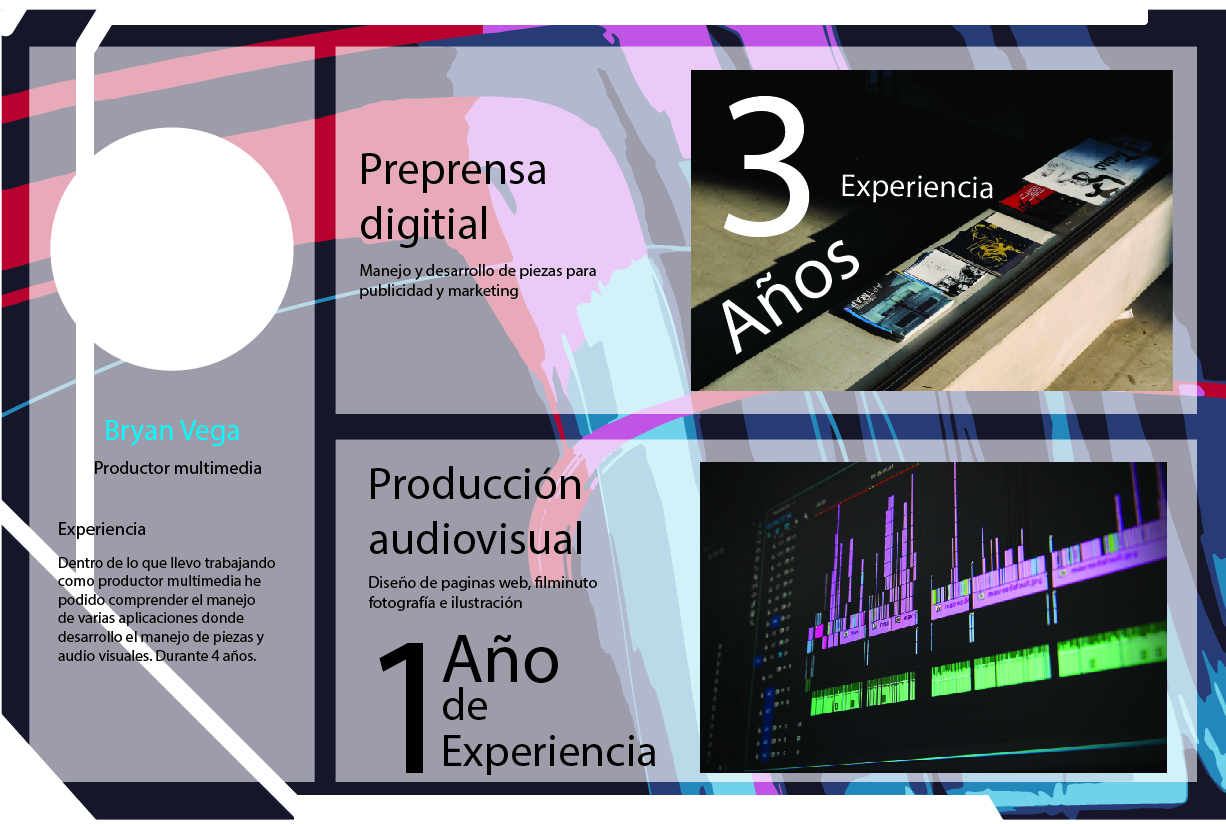 Bryan Vega
Productor multimedia
Experiencia
Dentro de lo que llevo trabajando
como productor multimedia he
podido comprender el manejo
de varias aplicaciones donde
desarrollo el manejo de piezas y
audio visuales. Durante 4 años.
Preprensa
digitial
Manejo y desarrollo de piezas para
publicidad y marketing
3
Experiencia
Años
Producción
audiovisual
Diseño de paginas web, filminuto
fotografía e ilustración
1 Año
de
Experiencia